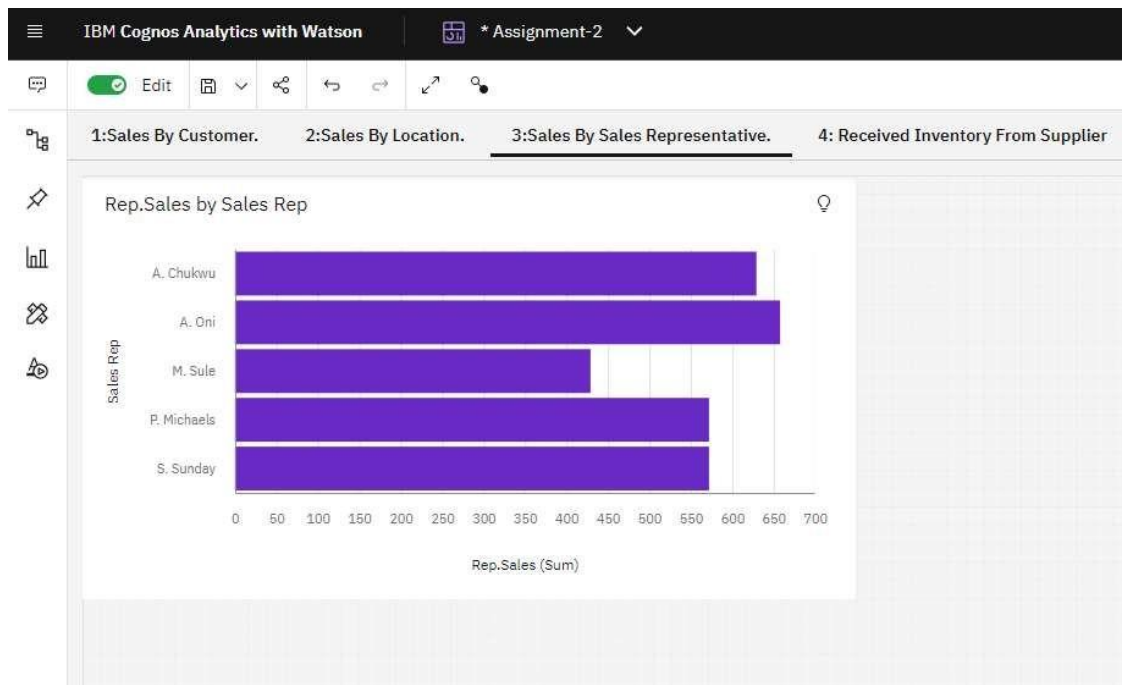 IBM Cognos Analytics with Watson
* Assignment-2
Edit
1:Sales By Customer. 2:Sales By Location. 3:Sales By Sales Representative. 4: Received Inventory From Supplier
Rep.Sales by Sales Rep
Sales Rep
A. Chukwu
A. Oni
M. Sule
P. Michaels
S. Sunday
0 50 100 150 200 250 300 350 400 450 500 550 600 650 700
Rep.Sales (Sum)